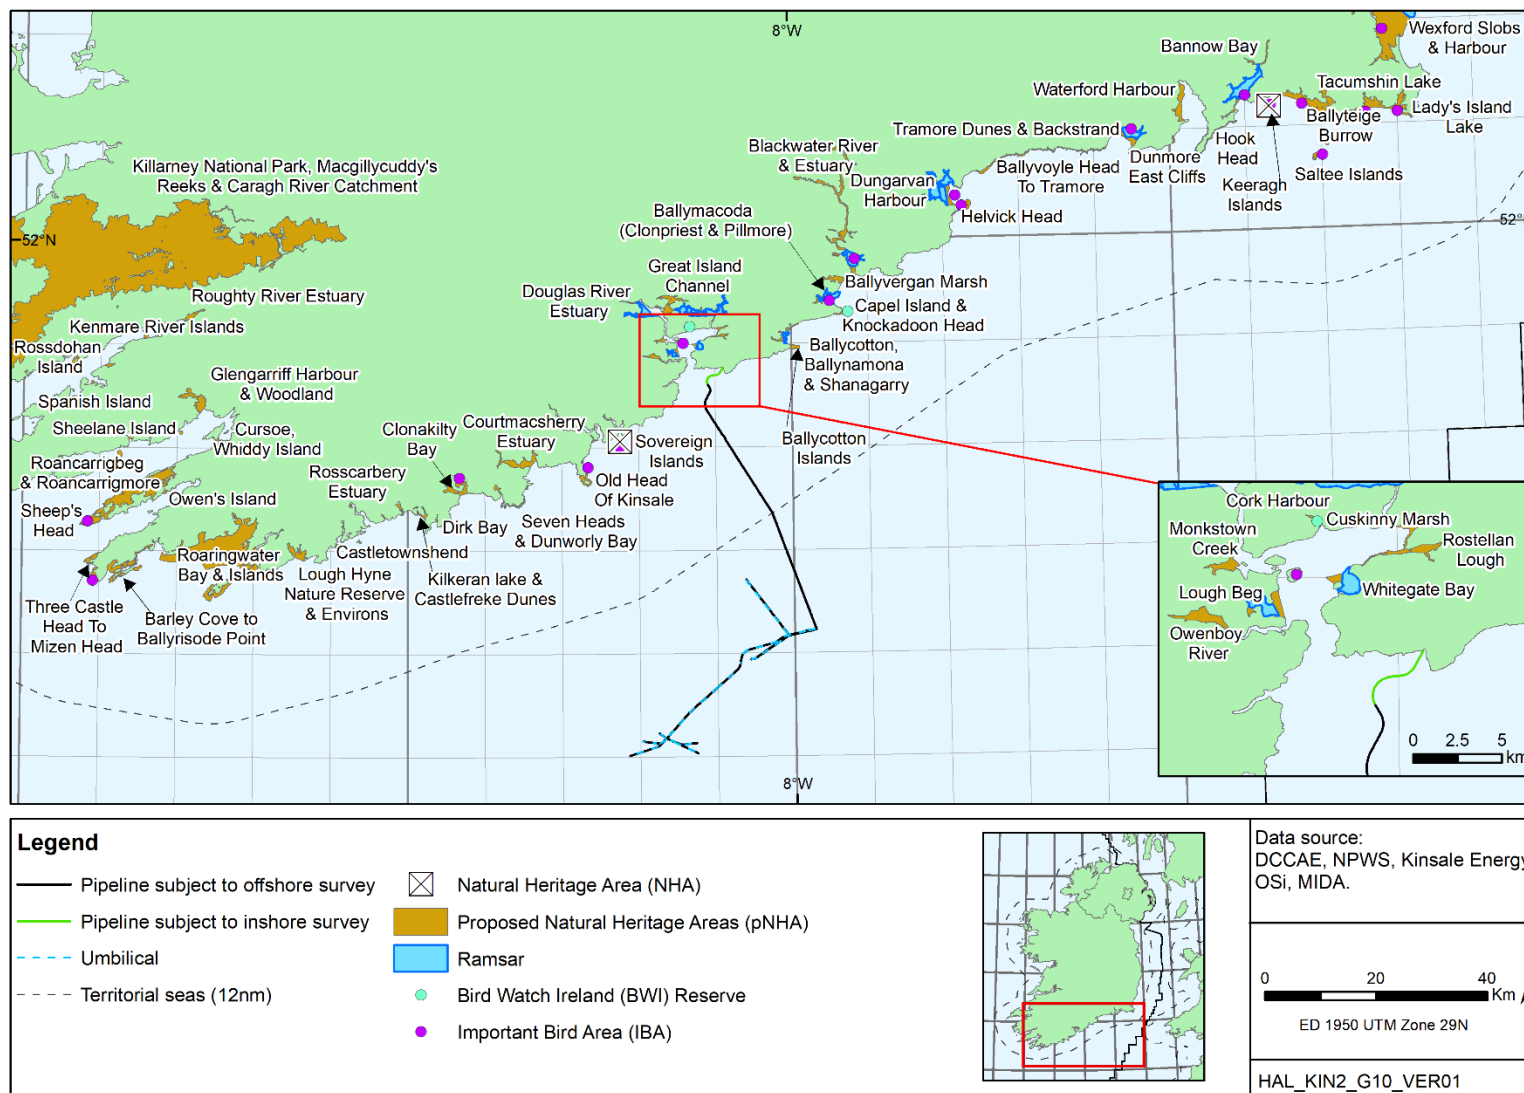 8°W
Wexford Slobs
& Harbour
Bannow Bay
Tacumshin Lake
Waterford Harbour
Lady's Island
Lake
Ballyteige
Burrow
Tramore Dunes & Backstrand
Hook
Head
Dunmore
East Cliffs
Saltee Islands
Keeragh
Islands
Blackwater River
& Estuary
Ballyvoyle Head
To Tramore
Dungarvan
Harbour
Helvick Head
52°
Killarney National Park, Macgillycuddy's
Reeks & Caragh River Catchment
52°N
Ballymacoda
(Clonpriest & Pillmore)
Great Island
Channel
Douglas River
Estuary
Ballyvergan Marsh
Capel Island &
Knockadoon Head
Roughty River Estuary
Kenmare River Islands
Rossdohan
Island
Ballycotton,
Ballynamona
& Shanagarry
Glengarriff Harbour
& Woodland
Spanish Island
Sheelane Island
Cursoe,
Whiddy Island
Clonakilty
Bay
Courtmacsherry
Estuary
Sovereign
Islands
Ballycotton
Islands
Roancarrigbeg
& Roancarrigmore
Rosscarbery
Estuary
Old Head
Of Kinsale
Owen's Island
Sheep's
Head
Dirk Bay
Seven Heads
& Dunworly Bay
Roaringwater
Bay & Islands
Castletownshend
Lough Hyne
Nature Reserve
& Environs
Kilkeran lake &
Castlefreke Dunes
Three Castle
Head To
Mizen Head
Barley Cove to
Ballyrisode Point
Cork Harbour
Cuskinny Marsh
Monkstown
Creek
Rostellan
Lough
Lough Beg
Whitegate Bay
Owenboy
River
0 2.5 5
km
8°W
Legend
Pipeline subject to offshore survey
Pipeline subject to inshore survey
Umbilical
Territorial seas (12nm)
Natural Heritage Area (NHA)
Proposed Natural Heritage Areas (pNHA)
Ramsar
Bird Watch Ireland (BWI) Reserve
Important Bird Area (IBA)
Data source:
DCCAE, NPWS, Kinsale Energy
OSi, MIDA.
0 20 40
Km
ED 1950 UTM Zone 29N
HAL_KIN2_G10_VER01